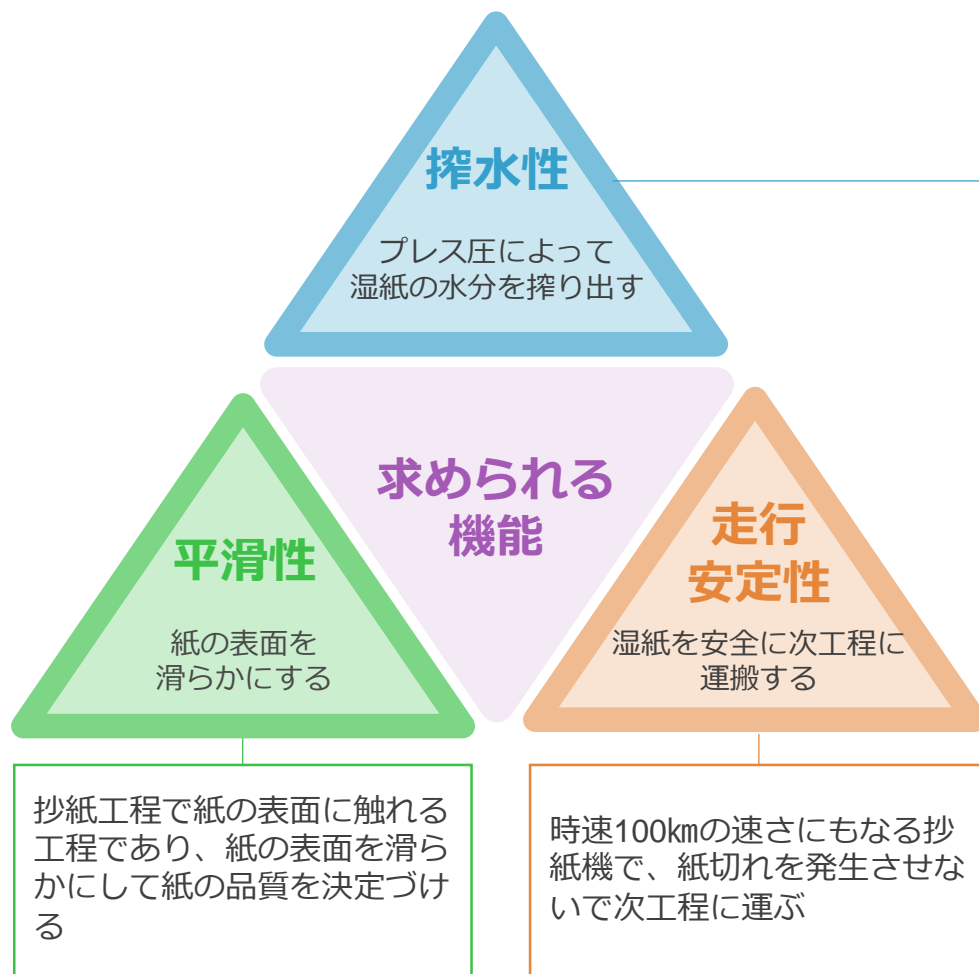 搾水性
プレス圧によって
湿紙の水分を搾り出す
求められる
機能
平滑性
紙の表面を
滑らかにする
走行
安定性
湿紙を安全に次工程に
運搬する
抄紙工程で紙の表面に触れる
工程であり、紙の表面を滑ら
かにして紙の品質を決定づけ
る
時速100㎞の速さにもなる抄
紙機で、紙切れを発生させな
いで次工程に運ぶ